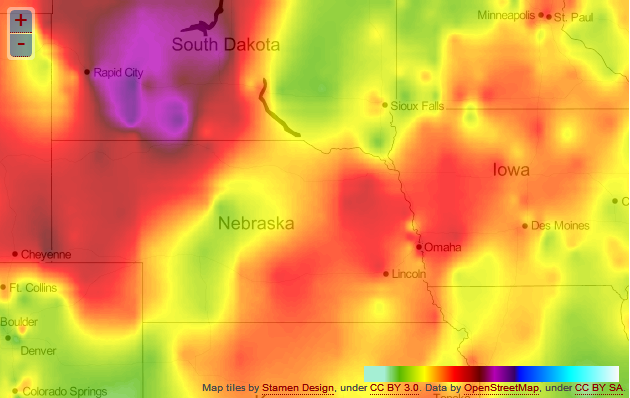 +
-
Minneapolis
St. Paul
South Dakota
Rapid City
Sioux Falls
Iowa
Nebraska
Des Moines
Omaha
Cheyenne
Lincoln
Ft. Collins
Boulder
Denver
Colorado Springs
Map tiles by Stamen Design, under CC BY 3.0. Data by OpenStreetMap, under CC BY SA.